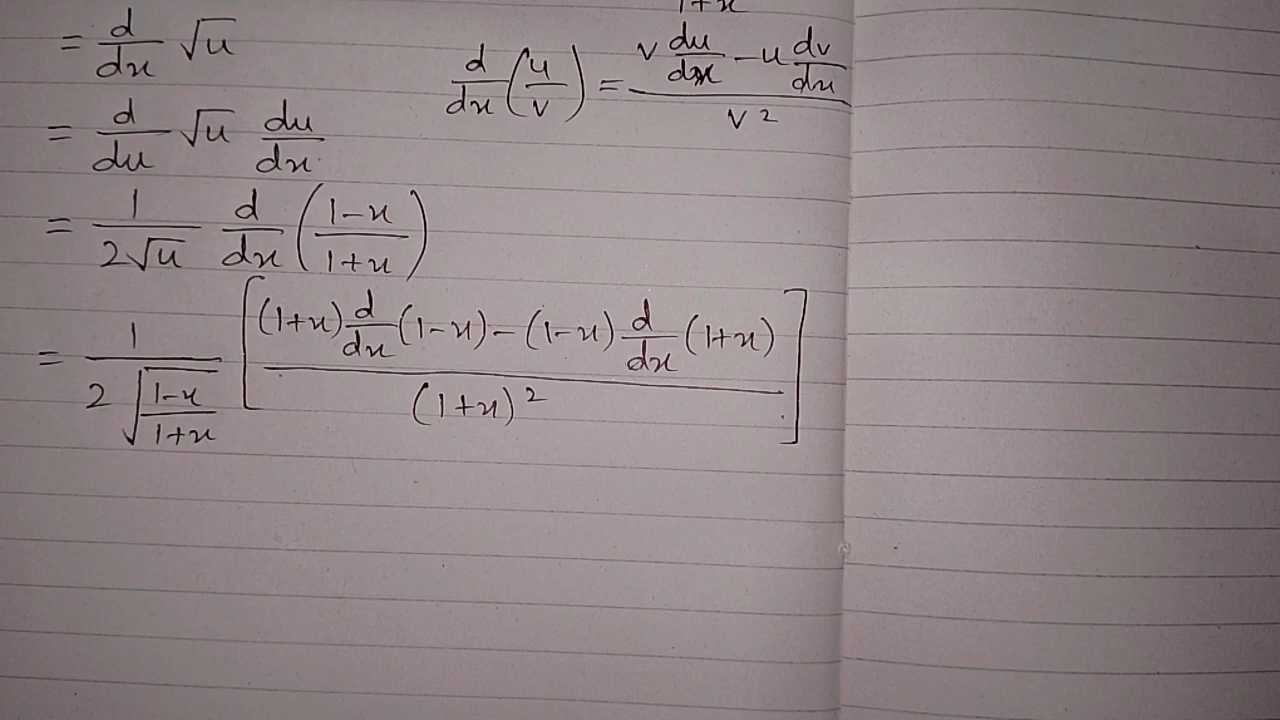 1+x
= d/dx √u
d/dx (u/v) = (v du/dx - u dv/dx) / v²
= d/du √u du/dx
= 1/(2√u) d/dx ((1-x)/(1+x))
= 1/(2√((1-x)/(1+x))) [((1+x) d/dx (1-x) - (1-x) d/dx (1+x)) / (1+x)²]